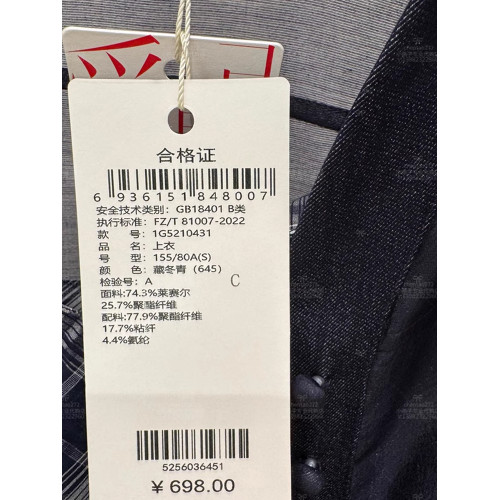 合格证
6 936151 848007
安全技术类别: GB18401 B类
执行标准: FZ/T 81007-2022
款 号: 1G5210431
品 名: 上衣
号 型: 155/80A(S)
颜 色: 藏冬青 (645)
检验号: A
C
面料:74.3%莱赛尔
25.7%聚酯纤维
配料:77.9%聚酯纤维
17.7%粘纤
4.4%氨纶
5256036451
¥ 698.00